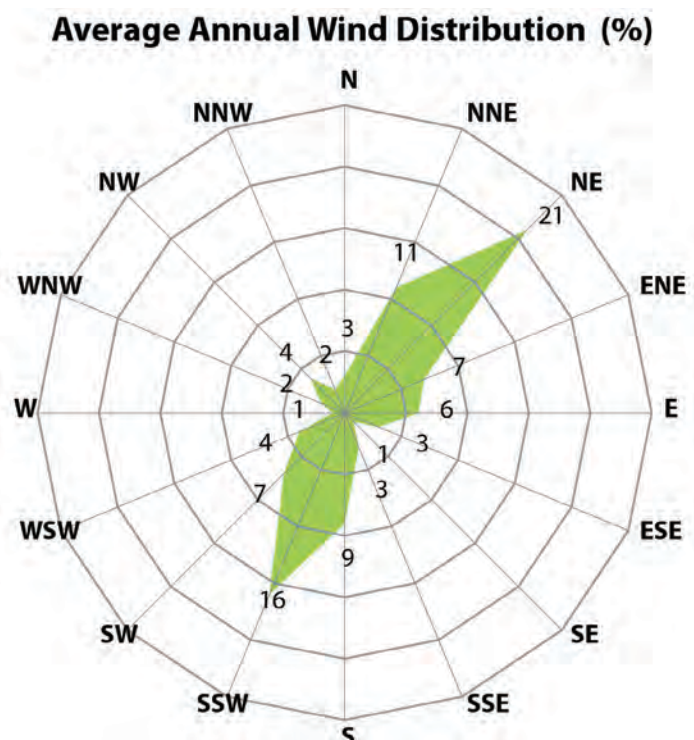 Average Annual Wind Distribution (%)
N
NNW
NNE
NW
NE
21
11
WNW
ENE
3
4
2
7
2
W
1
6
E
4
3
1
7
3
WSW
ESE
9
16
SW
SE
SSW
SSE
S